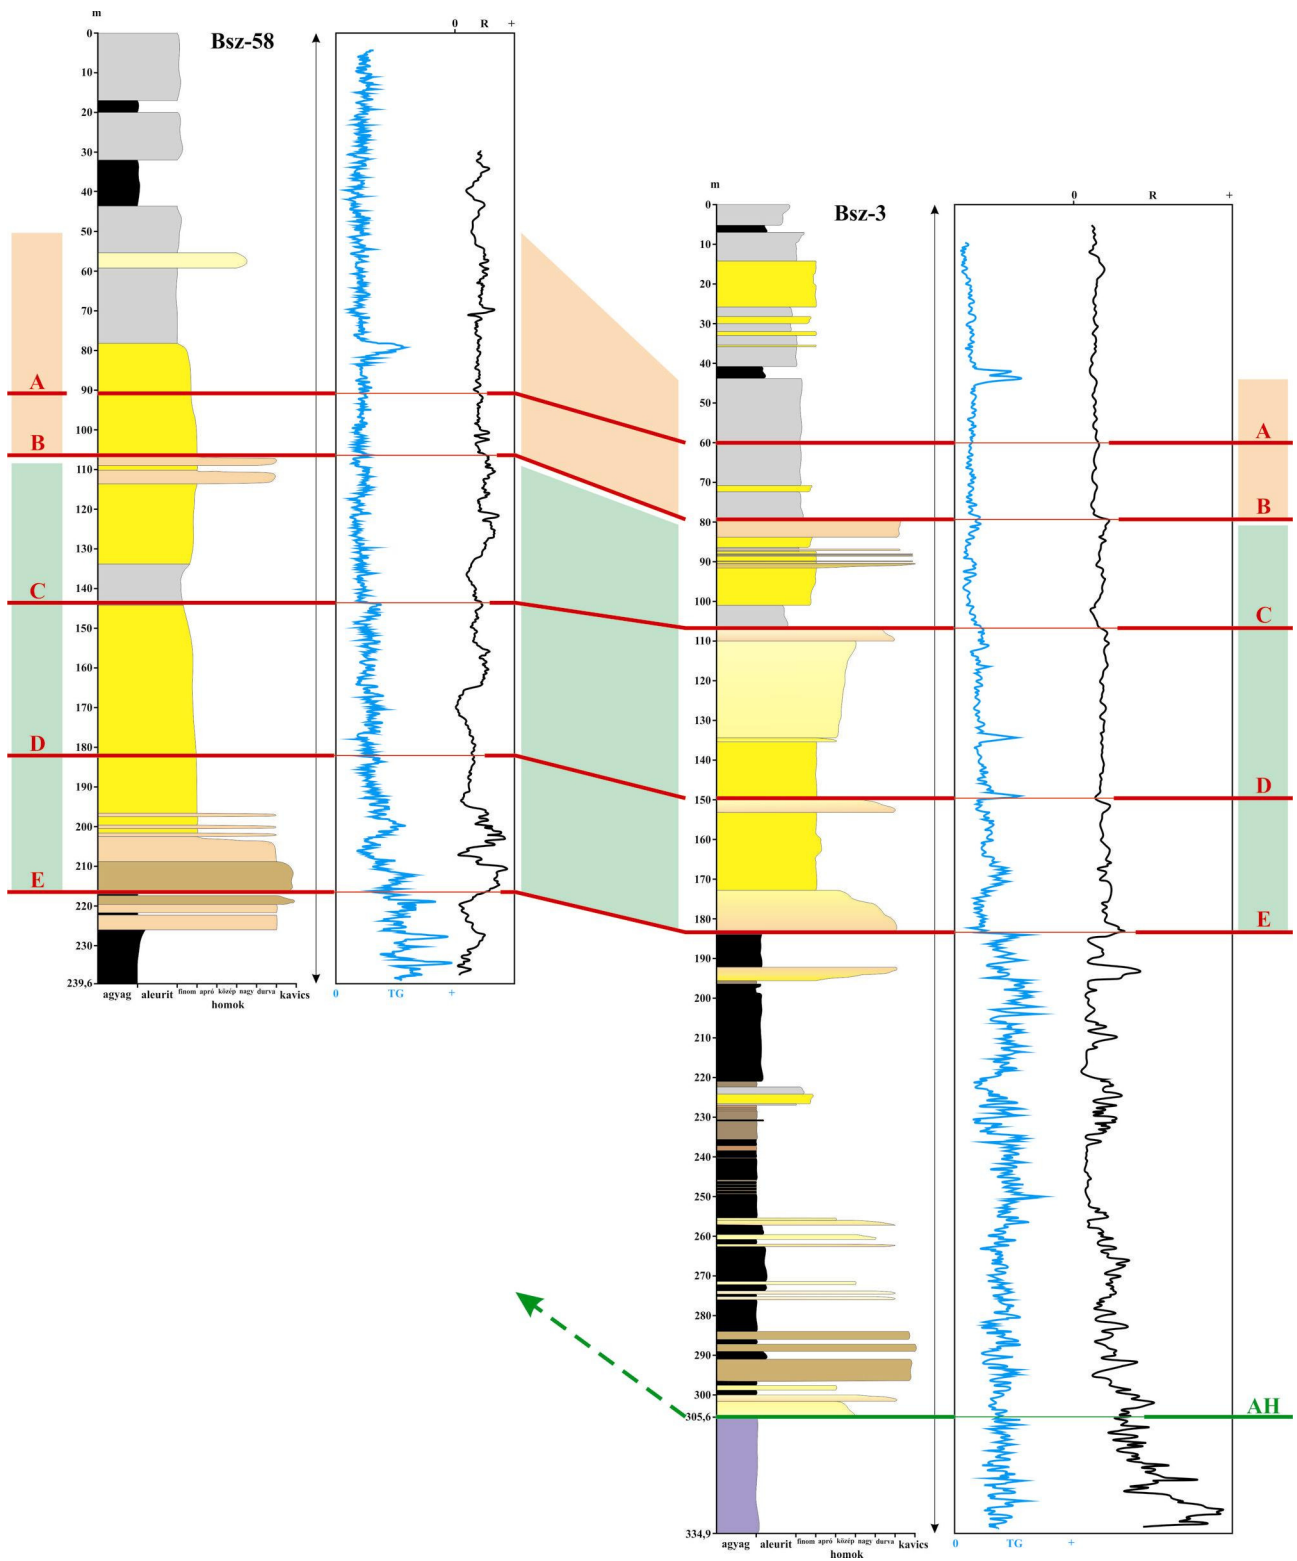 m
0 R +
Bsz-58
0
10
20
30
40
50
60
70
80
90
100
110
120
130
140
150
160
170
180
190
200
210
220
230
239,6
A
B
C
D
E
agyag aleurit finom apró közép nagy durva kavics
homok
0 TG +
m
0 R +
Bsz-3
0
10
20
30
40
50
60
70
80
90
100
110
120
130
140
150
160
170
180
190
200
210
220
230
240
250
260
270
280
290
300
305,6
334,9
A
B
C
D
E
AH
agyag aleurit finom apró közép nagy durva kavics
homok
0 TG +